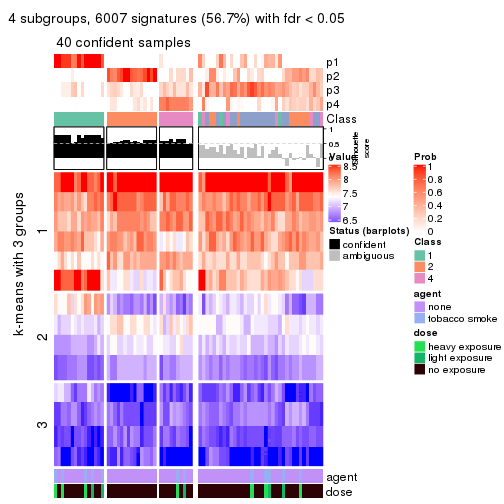 4 subgroups, 6007 signatures (56.7%) with fdr < 0.05
40 confident samples
p1
p2
p3
p4
Class
1
0.5
0
silhouette
score
k-means with 3 groups
1
2
3
agent
dose
Value
8.5
8
7.5
7
6.5
Status (barplots)
confident
ambiguous
Prob
1
0.8
0.6
0.4
0.2
0
Class
1
2
4
agent
none
tobacco smoke
dose
heavy exposure
light exposure
no exposure